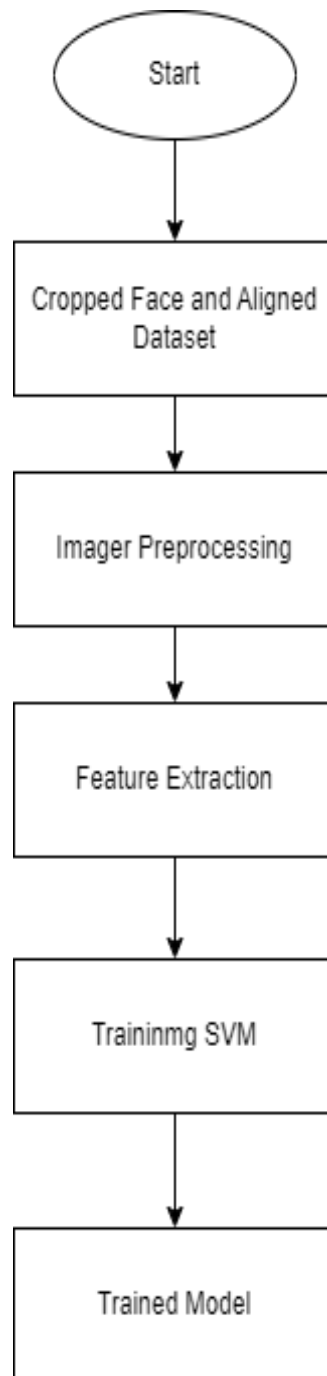 Start
Cropped Face and Aligned
Dataset
Imager Preprocessing
Feature Extraction
Traininmg SVM
Trained Model